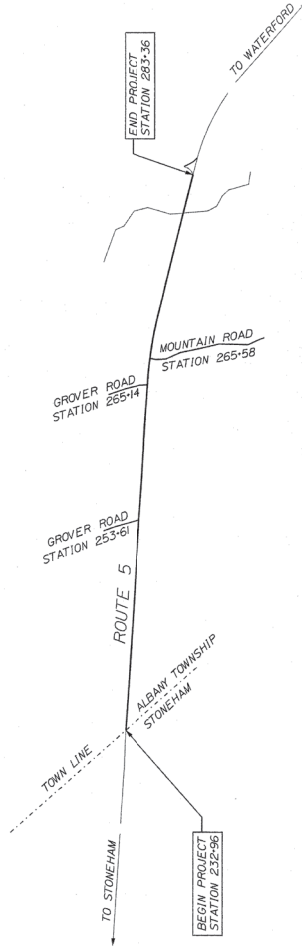 TO WATERFORD
END PROJECT
STATION 283+36
MOUNTAIN ROAD
STATION 265+58
GROVER ROAD
STATION 265+14
GROVER ROAD
STATION 253+61
ROUTE 5
ALBANY TOWNSHIP
STONEHAM
TOWN LINE
TO STONEHAM
BEGIN PROJECT
STATION 232+96